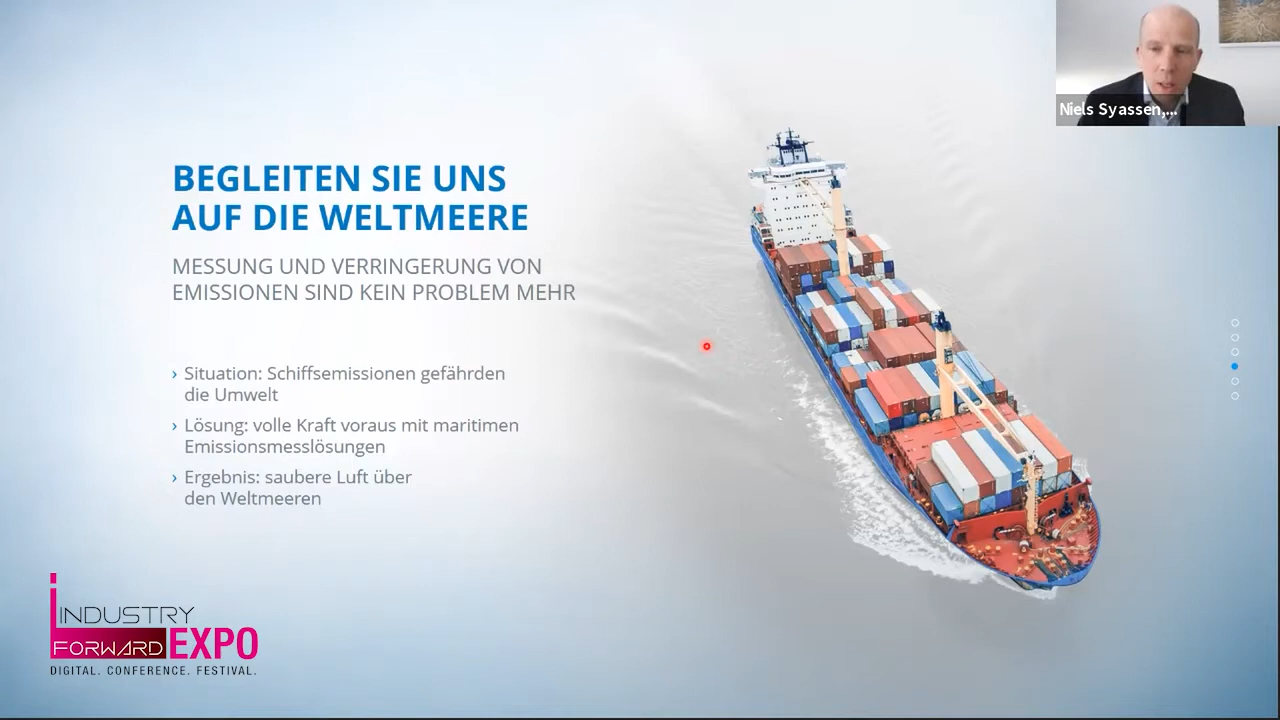 Niels Syassen,...
BEGLEITEN SIE UNS
AUF DIE WELTMEERE
MESSUNG UND VERRINGERUNG VON
EMISSIONEN SIND KEIN PROBLEM MEHR
› Situation: Schiffsemissionen gefährden
die Umwelt
› Lösung: volle Kraft voraus mit maritimen
Emissionsmesslösungen
› Ergebnis: saubere Luft über
den Weltmeeren
INDUSTRY
FORWARD EXPO
DIGITAL. CONFERENCE. FESTIVAL.